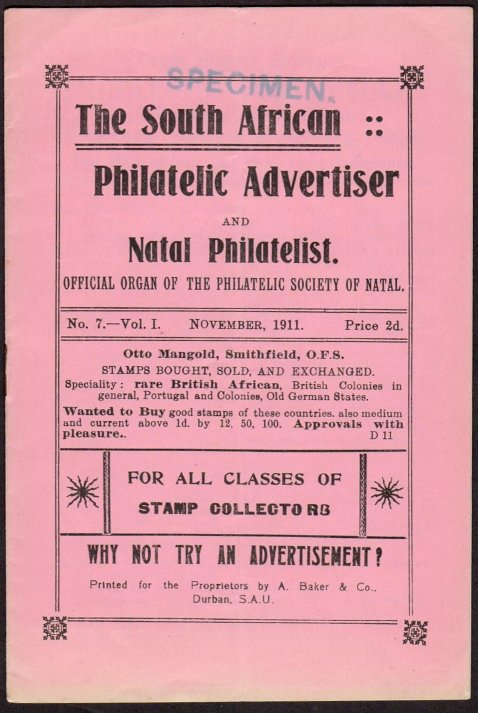 SPECIMEN.
The South African ::
Philatelic Advertiser
AND
Natal Philatelist.
OFFICIAL ORGAN OF THE PHILATELIC SOCIETY OF NATAL.
No. 7.—Vol. I. NOVEMBER, 1911. Price 2d.
Otto Mangold, Smithfield, O.F.S.
STAMPS BOUGHT, SOLD, AND EXCHANGED.
Speciality : rare British African, British Colonies in
general, Portugal and Colonies, Old German States.
Wanted to Buy good stamps of these countries. also medium
and current above 1d. by 12. 50, 100. Approvals with
pleasure.. D 11
FOR ALL CLASSES OF
STAMP COLLECTORS
WHY NOT TRY AN ADVERTISEMENT?
Printed for the Proprietors by A. Baker & Co.,
Durban, S.A.U.